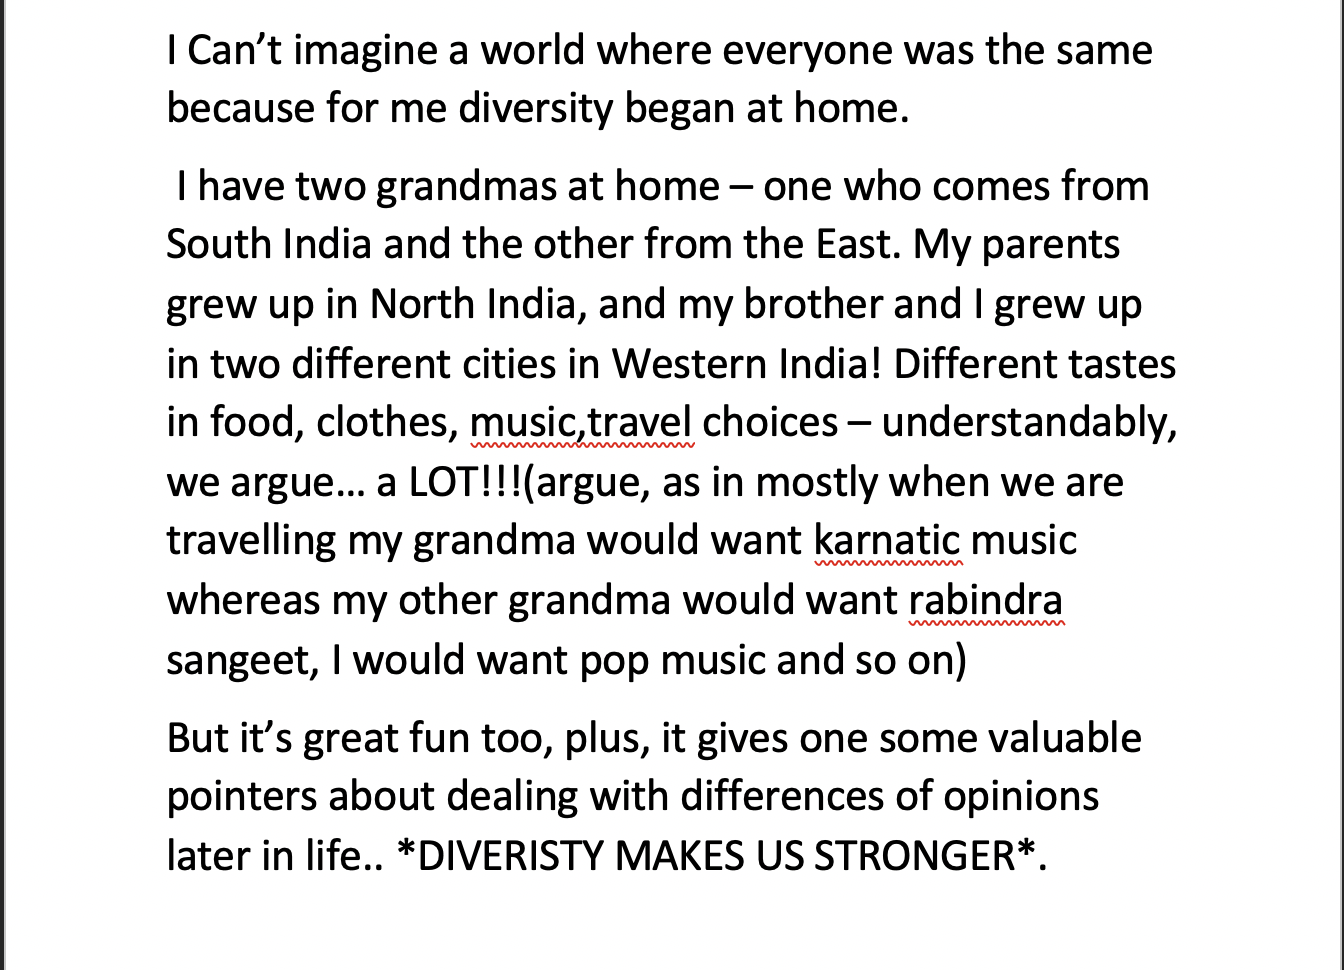 I Can’t imagine a world where everyone was the same
because for me diversity began at home.
I have two grandmas at home – one who comes from
South India and the other from the East. My parents
grew up in North India, and my brother and I grew up
in two different cities in Western India! Different tastes
in food, clothes, music,travel choices – understandably,
we argue… a LOT!!!(argue, as in mostly when we are
travelling my grandma would want karnatic music
whereas my other grandma would want rabindra
sangeet, I would want pop music and so on)
But it’s great fun too, plus, it gives one some valuable
pointers about dealing with differences of opinions
later in life.. *DIVERISTY MAKES US STRONGER*.